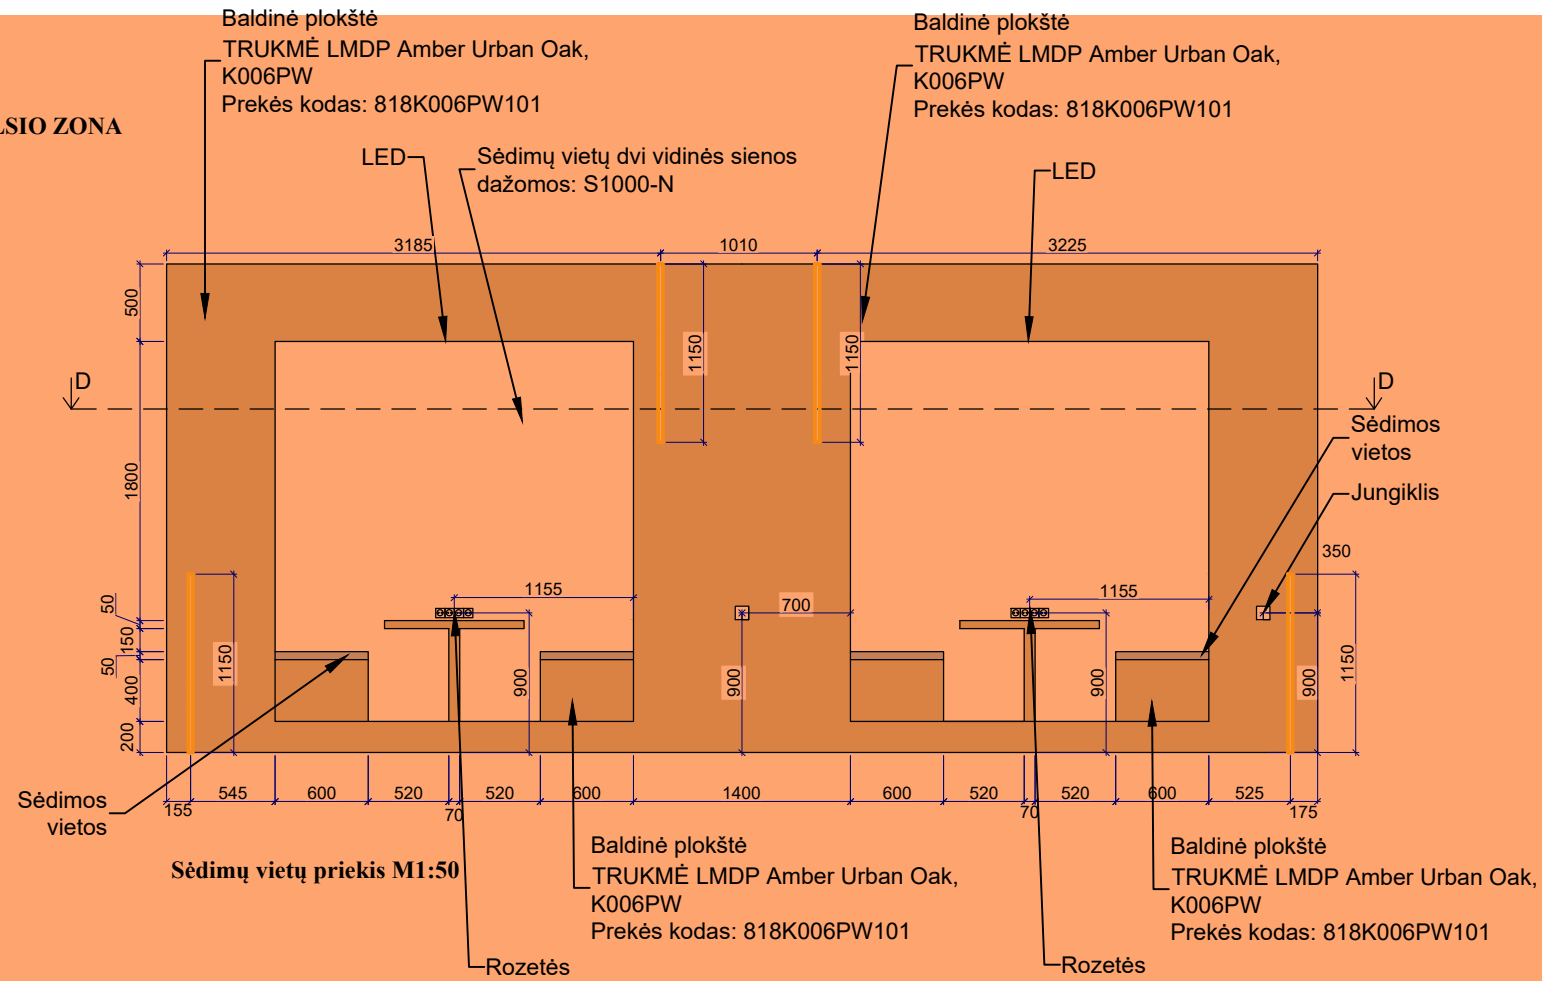 Baldinė plokštė
TRUKMĖ LMDP Amber Urban Oak,
K006PW
Prekės kodas: 818K006PW101
Baldinė plokštė
TRUKMĖ LMDP Amber Urban Oak,
K006PW
Prekės kodas: 818K006PW101
LSIO ZONA
LED
Sėdimų vietų dvi vidinės sienos
dažomos: S1000-N
LED
3185
1010
3225
500
1150
1150
D
D
Sėdimos
vietos
1800
Jungiklis
350
1155
1155
700
50
150
50
400
200
1150
900
900
900
900
1150
155
545
600
520
70
520
600
1400
600
520
70
520
600
525
175
Sėdimos
vietos
Sėdimų vietų priekis M1:50
Baldinė plokštė
TRUKMĖ LMDP Amber Urban Oak,
K006PW
Prekės kodas: 818K006PW101
Baldinė plokštė
TRUKMĖ LMDP Amber Urban Oak,
K006PW
Prekės kodas: 818K006PW101
Rozetės
Rozetės